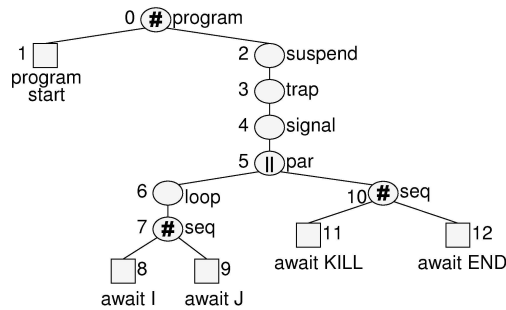 0 # program
1
program
start
2 suspend
3 trap
4 signal
5 || par
6 loop
10 # seq
7 # seq
11
12
await KILL
await END
8
9
await I
await J